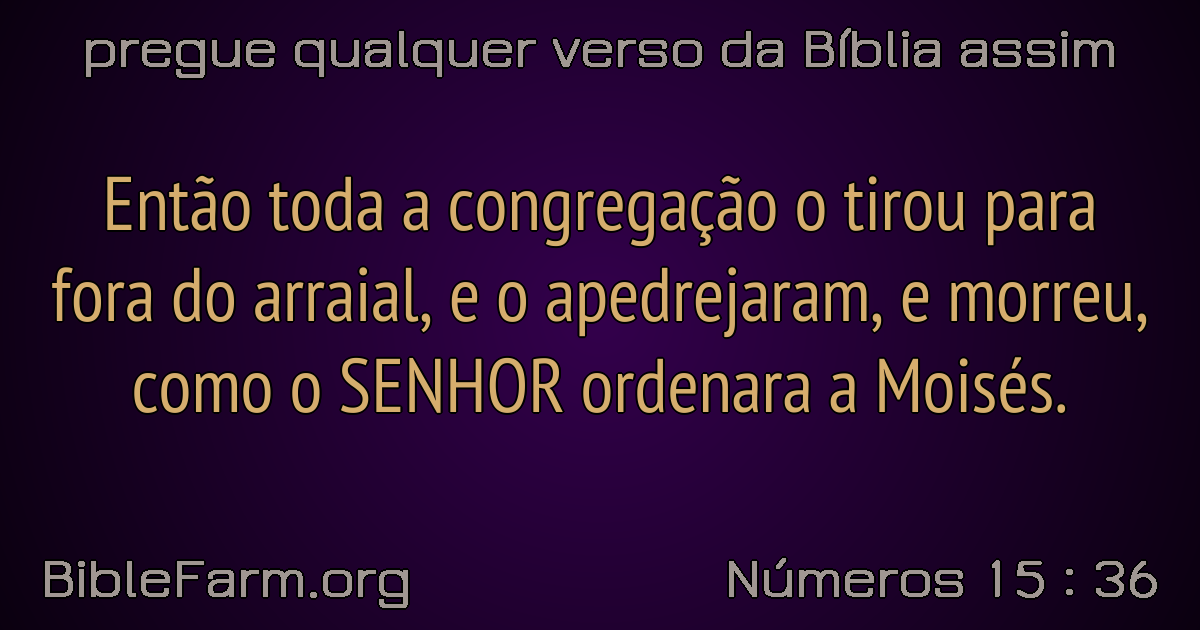 pregue qualquer verso da Bíblia assim
Então toda a congregação o tirou para
fora do arraial, e o apedrejaram, e morreu,
como o SENHOR ordenara a Moisés.
BibleFarm.org
Números 15 : 36